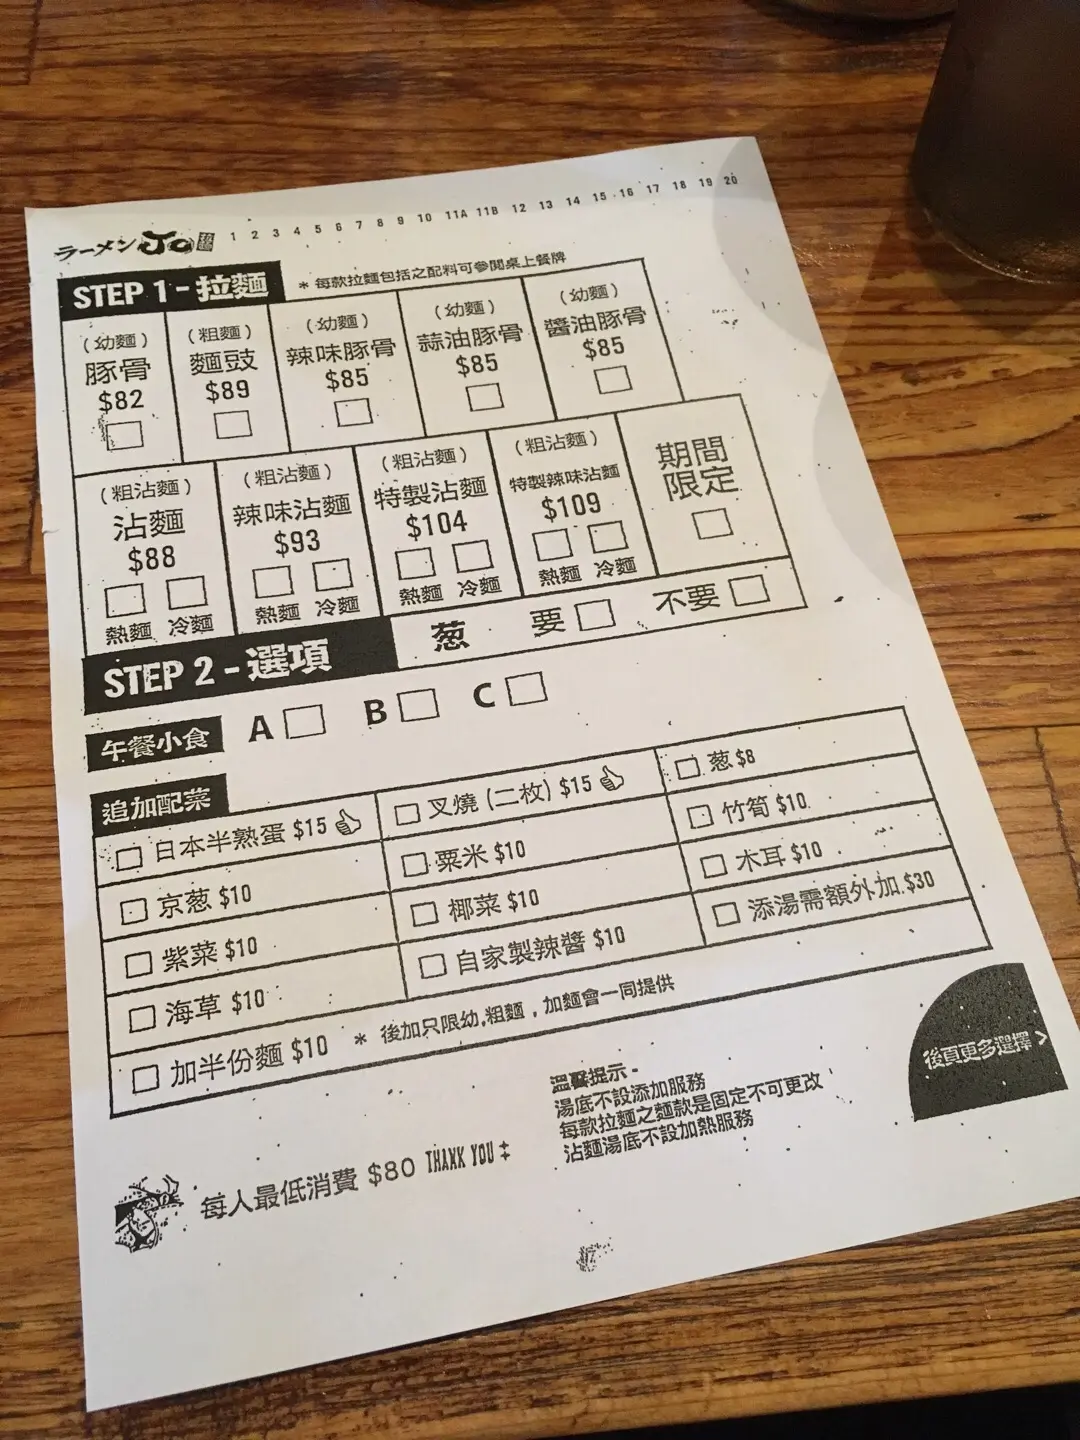 ラーメン Jo 1 2 3 4 5 6 7 8 9 10 11A 11B 12 13 14 15 16 17 18 19 20
STEP 1 - 拉麵 * 每款拉麵包括之配料可參閱桌上餐牌
(幼麵) (粗麵) (幼麵) (幼麵) (幼麵)
豚骨 麵豉 辣味豚骨 蒜油豚骨 醬油豚骨
$82 $89 $85 $85 $85
(粗沾麵) (粗沾麵) (粗沾麵) (粗沾麵) 期間
沾麵 辣味沾麵 特製沾麵 特製辣味沾麵 限定
$88 $93 $104 $109
熱麵 冷麵 熱麵 冷麵 熱麵 冷麵 熱麵 冷麵
STEP 2 - 選項 葱 要 不要
午餐小食 A B C
追加配菜
日本半熟蛋 $15 叉燒 (二枚) $15 葱 $8
京葱 $10 粟米 $10 竹筍 $10
紫菜 $10 椰菜 $10 木耳 $10
海草 $10 自家製辣醬 $10 添湯需額外加 $30
加半份麵 $10 * 後加只限幼,粗麵，加麵會一同提供
後頁更多選擇 >
溫馨提示 -
湯底不設添加服務
每款拉麵之麵款是固定不可更改
沾麵湯底不設加熱服務
每人最低消費 $80 THANK YOU ‡